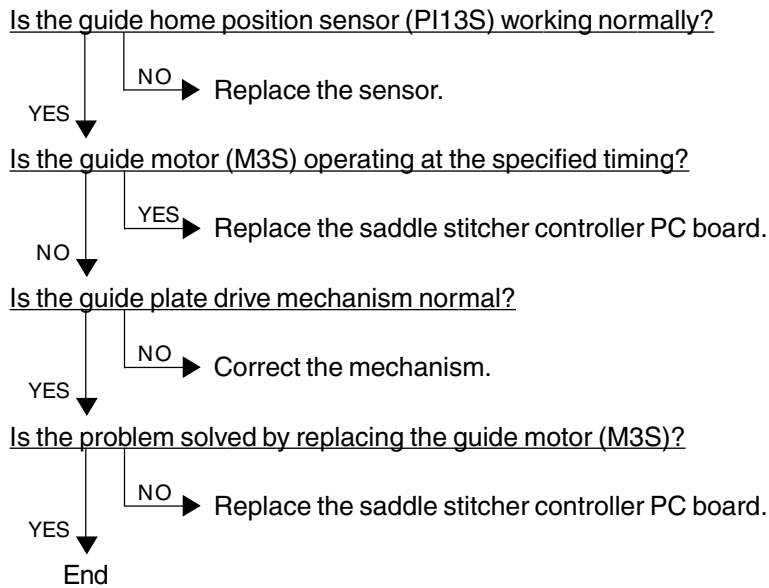 Is the guide home position sensor (PI13S) working normally?
NO
Replace the sensor.
YES
Is the guide motor (M3S) operating at the specified timing?
YES
Replace the saddle stitcher controller PC board.
NO
Is the guide plate drive mechanism normal?
NO
Correct the mechanism.
YES
Is the problem solved by replacing the guide motor (M3S)?
NO
Replace the saddle stitcher controller PC board.
YES
End